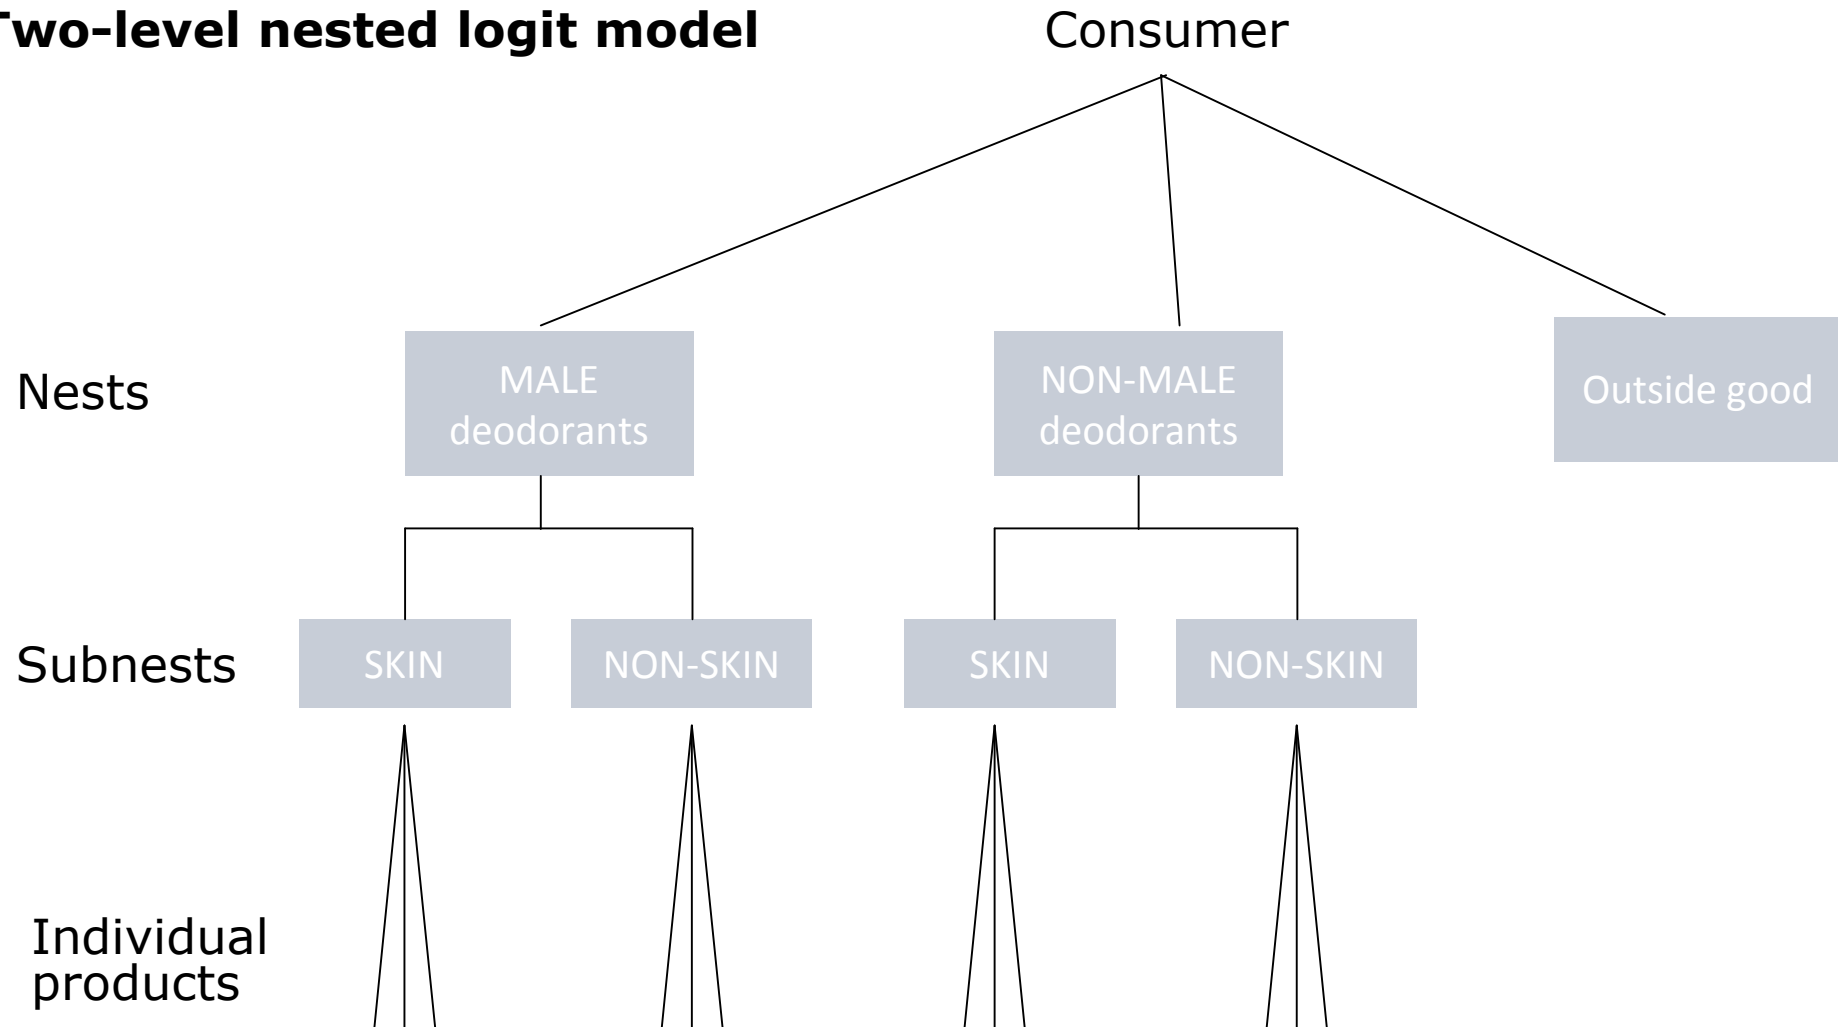 Two-level nested logit model
Consumer
Nests
MALE
deodorants
NON-MALE
deodorants
Outside good
Subnests
SKIN
NON-SKIN
SKIN
NON-SKIN
Individual
products